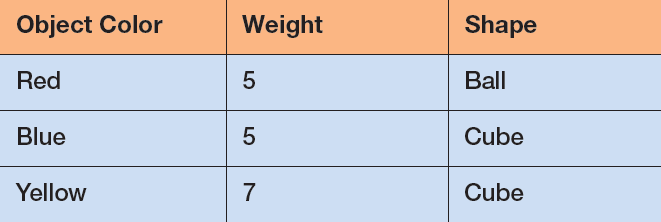 Object Color Weight Shape
Red 5 Ball
Blue 5 Cube
Yellow 7 Cube